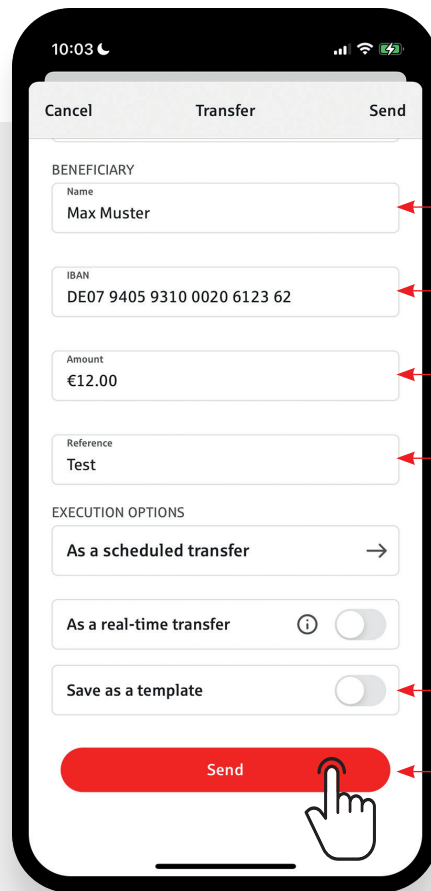 10:03
Cancel Transfer Send
BENEFICIARY
Name
Max Muster
IBAN
DE07 9405 9310 0020 6123 62
Amount
€12.00
Reference
Test
EXECUTION OPTIONS
As a scheduled transfer
As a real-time transfer
Save as a template
Send